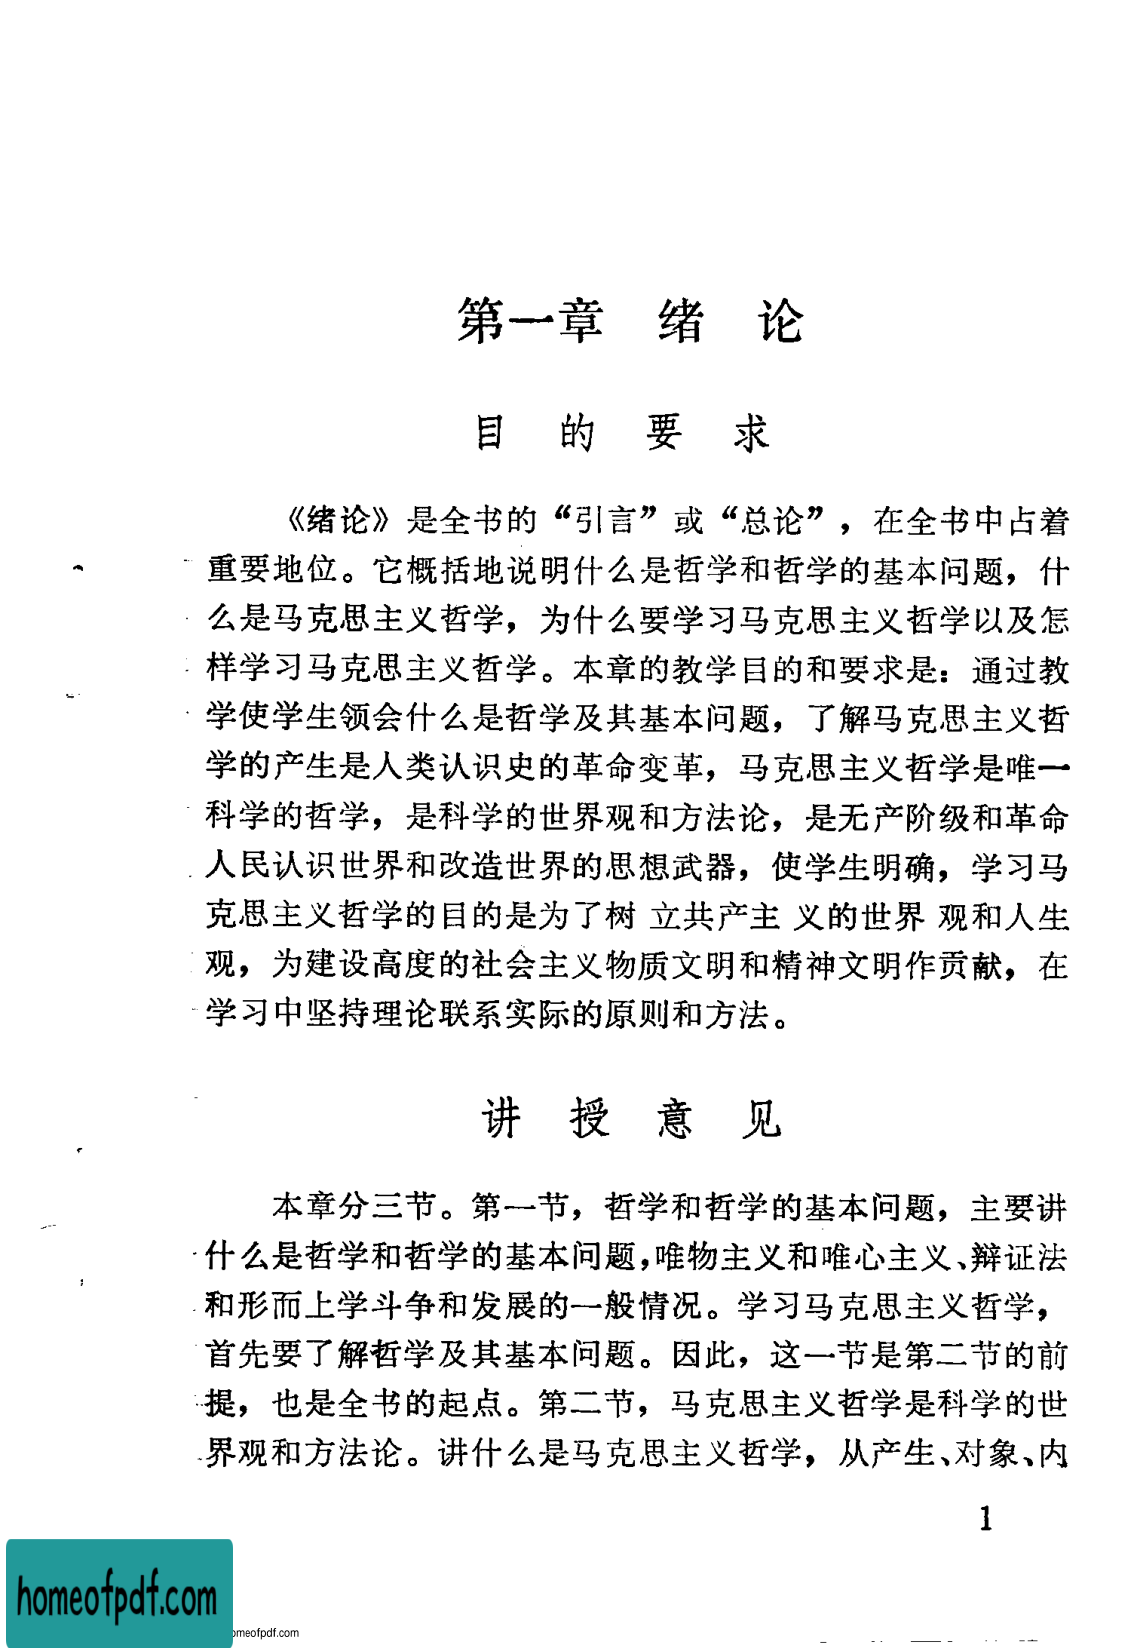 第一章 绪 论
目 的 要 求
《绪论》是全书的“引言”或“总论”，在全书中占着
重要地位。它概括地说明什么是哲学和哲学的基本问题，什
么是马克思主义哲学，为什么要学习马克思主义哲学以及怎
样学习马克思主义哲学。本章的教学目的和要求是：通过教
学使学生领会什么是哲学及其基本问题，了解马克思主义哲
学的产生是人类认识史的革命变革，马克思主义哲学是唯一
科学的哲学，是科学的世界观和方法论，是无产阶级和革命
人民认识世界和改造世界的思想武器，使学生明确，学习马
克思主义哲学的目的是为了树 立共产主 义的世界 观和人生
观，为建设高度的社会主义物质文明和精神文明作贡献，在
学习中坚持理论联系实际的原则和方法。
讲 授 意 见
本章分三节。第一节，哲学和哲学的基本问题，主要讲
什么是哲学和哲学的基本问题，唯物主义和唯心主义、辩证法
和形而上学斗争和发展的一般情况。学习马克思主义哲学，
首先要了解哲学及其基本问题。因此，这一节是第二节的前
提，也是全书的起点。第二节，马克思主义哲学是科学的世
界观和方法论。讲什么是马克思主义哲学，从产生、对象、内
1
homeofpdf.com
omeofpdf.com